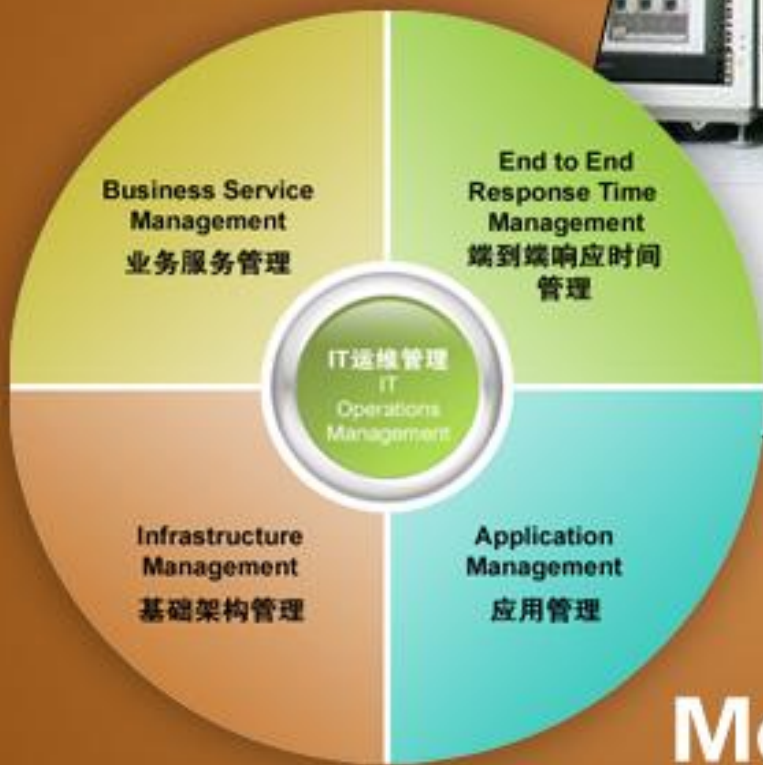 Business Service
Management
业务服务管理
End to End
Response Time
Management
端到端响应时间
管理
IT运维管理
IT
Operations
Management
Infrastructure
Management
基础架构管理
Application
Management
应用管理